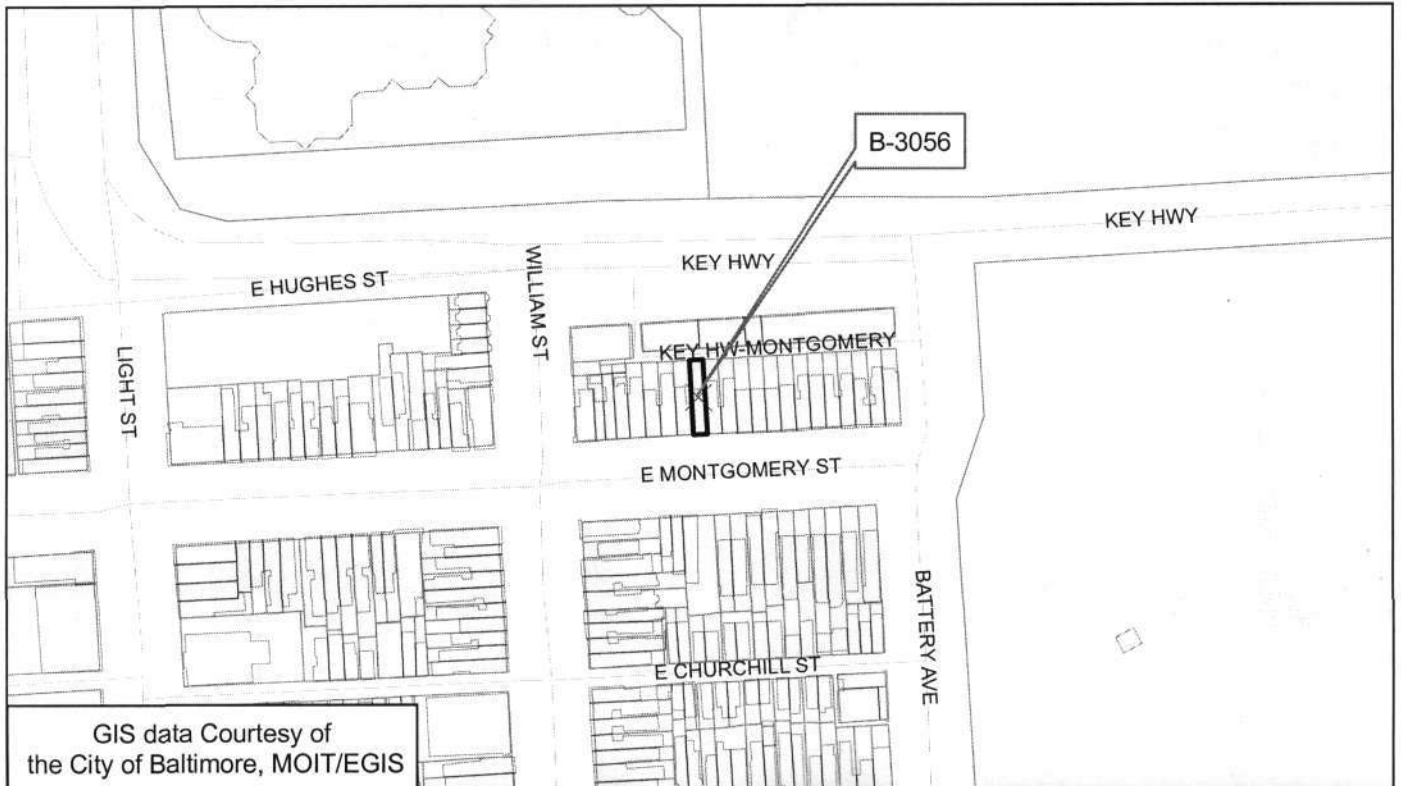 B-3056
KEY HWY
KEY HWY
E HUGHES ST
WILLIAM ST
LIGHT ST
KEY HW-MONTGOMERY
E MONTGOMERY ST
BATTERY AVE
E CHURCHILL ST
GIS data Courtesy of
the City of Baltimore, MOIT/EGIS